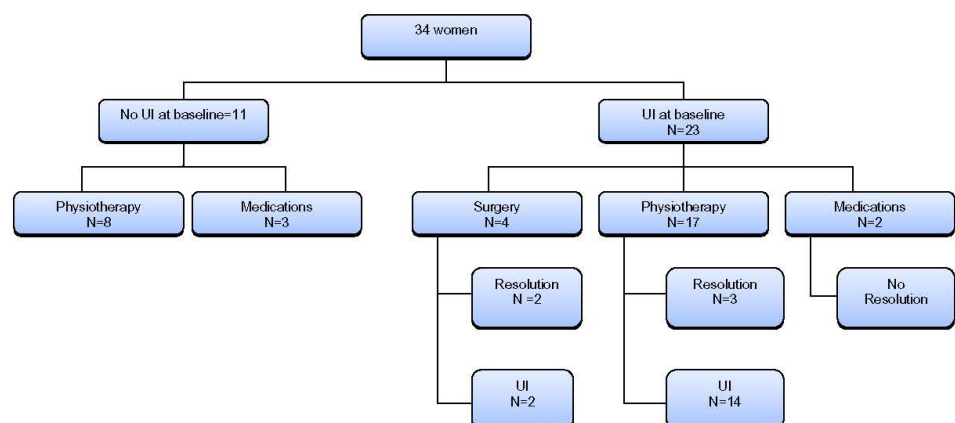 34 women
No UI at baseline=11
UI at baseline
N=23
Physiotherapy
N=8
Medications
N=3
Surgery
N=4
Physiotherapy
N=17
Medications
N=2
Resolution
N =2
Resolution
N=3
No
Resolution
UI
N=2
UI
N=14